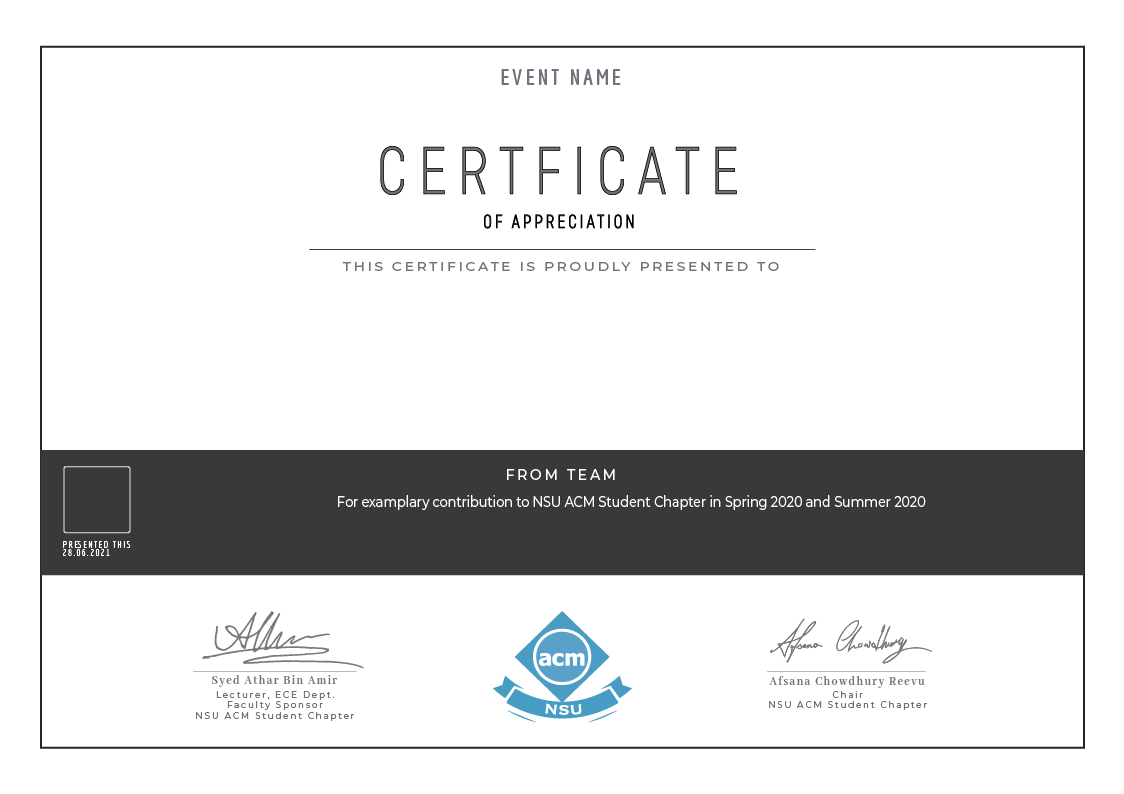 EVENT NAME
CERTFICATE
OF APPRECIATION
THIS CERTIFICATE IS PROUDLY PRESENTED TO
FROM TEAM
For examplary contribution to NSU ACM Student Chapter in Spring 2020 and Summer 2020
PRESENTED THIS
28.06.2021
Syed Athar Bin Amir
Lecturer, ECE Dept.
Faculty Sponsor
NSU ACM Student Chapter
acm
NSU
Afsana Chowdhury
Afsana Chowdhury Reevu
Chair
NSU ACM Student Chapter